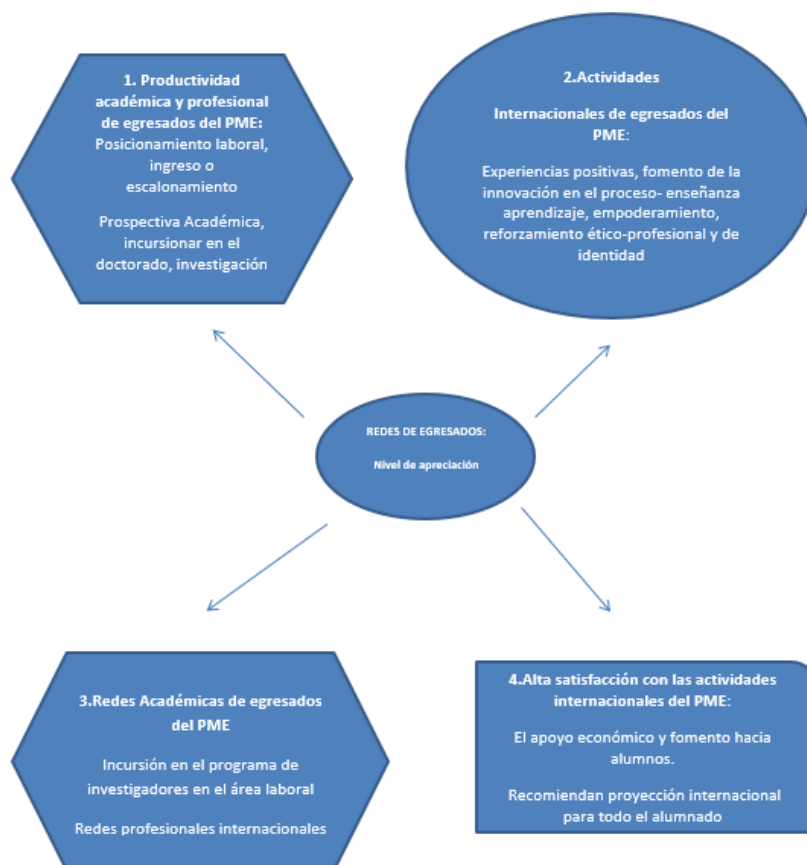 1. Productividad
académica y profesional
de egresados del PME:
Posicionamiento laboral,
ingreso o
escalonamiento
Prospectiva Académica,
incursionar en el
doctorado, investigación
2.Actividades
Internacionales de egresados del
PME:
Experiencias positivas, fomento de la
innovación en el proceso- enseñanza
aprendizaje, empoderamiento,
reforzamiento ético-profesional y de
identidad
REDES DE EGRESADOS:
Nivel de apreciación
3.Redes Académicas de egresados
del PME
Incursión en el programa de
investigadores en el área laboral
Redes profesionales internacionales
4.Alta satisfacción con las actividades
internacionales del PME:
El apoyo económico y fomento hacia
alumnos.
Recomiendan proyección internacional
para todo el alumnado